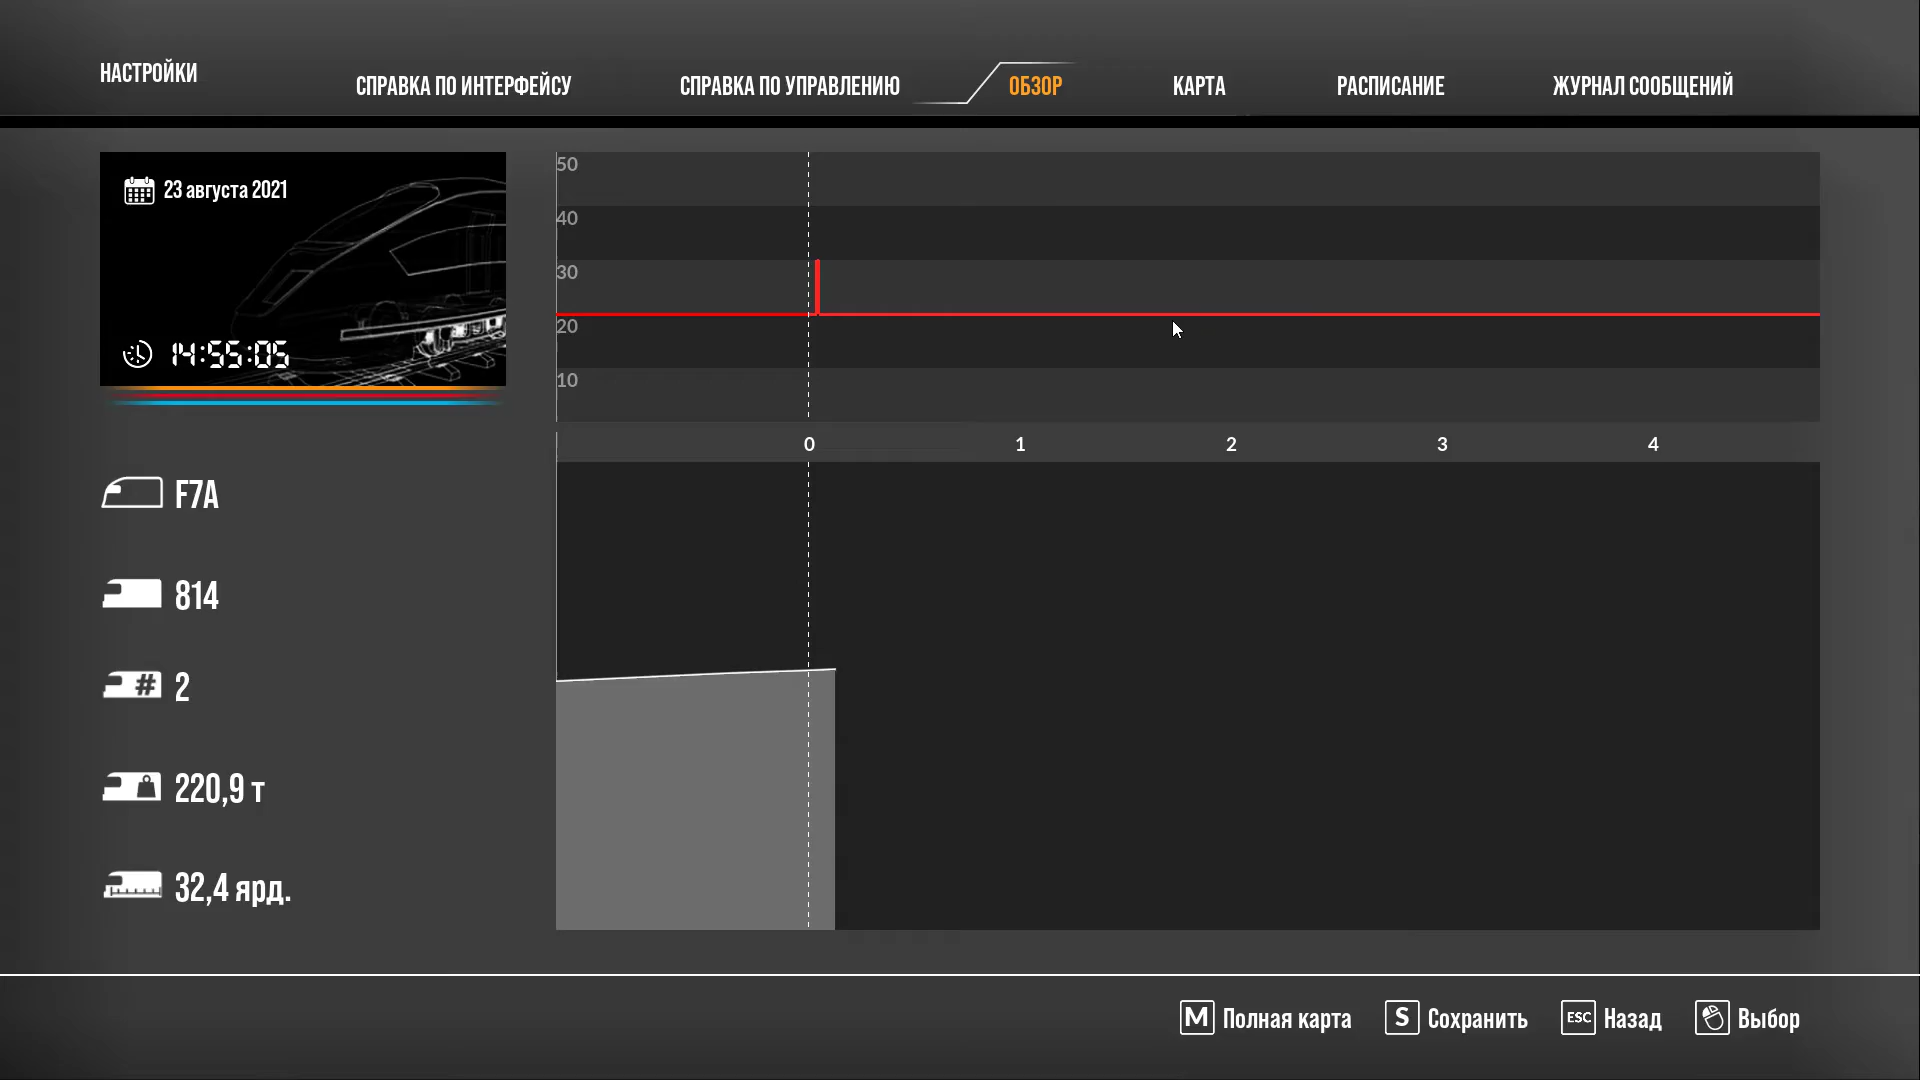 НАСТРОЙКИ
СПРАВКА ПО ИНТЕРФЕЙСУ
СПРАВКА ПО УПРАВЛЕНИЮ
ОБЗОР
КАРТА
РАСПИСАНИЕ
ЖУРНАЛ СООБЩЕНИЙ
23 августа 2021
14:55:05
F7A
814
#
2
220,9 т
32,4 ярд.
50
40
30
20
10
0 1 2 3 4
M Полная карта
S Сохранить
ESC Назад
Выбор